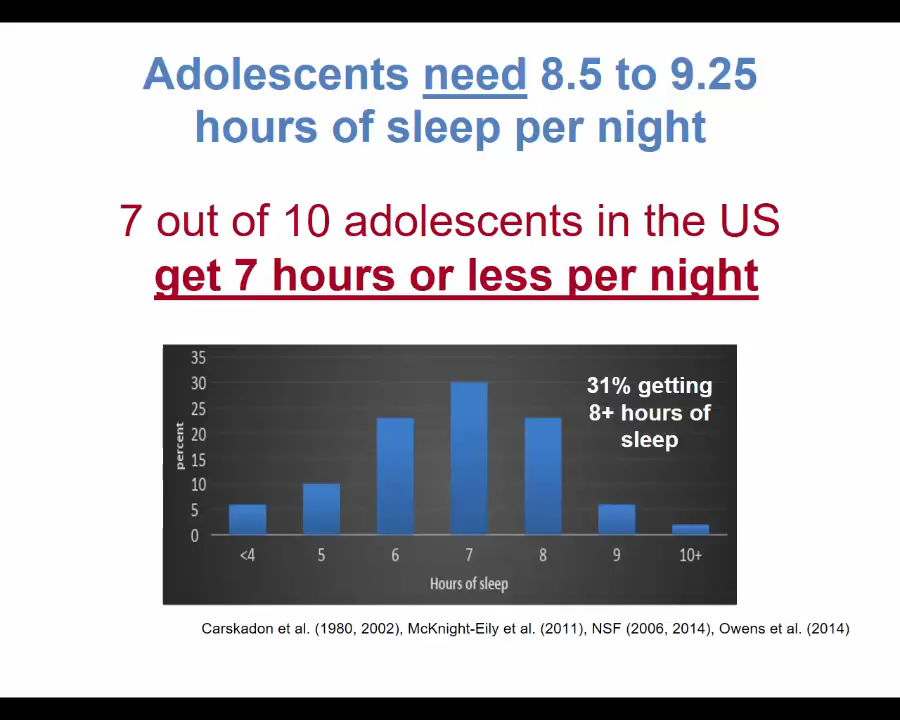 Adolescents need 8.5 to 9.25
hours of sleep per night
7 out of 10 adolescents in the US
get 7 hours or less per night
35
30
25
20
15
10
5
0
percent
31% getting
8+ hours of
sleep
<4 5 6 7 8 9 10+
Hours of sleep
Carskadon et al. (1980, 2002), McKnight-Eily et al. (2011), NSF (2006, 2014), Owens et al. (2014)